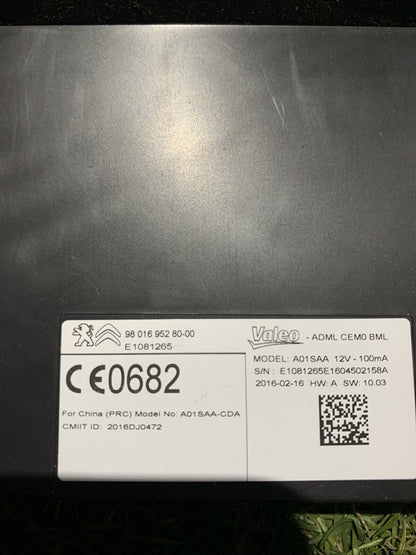 98 016 952 80-00
E1081265
CE0682
For China (PRC) Model No: A01SAA-CDA
CMIIT ID: 2016DJ0472
Valeo - ADML CEM0 BML
MODEL: A01SAA 12V - 100mA
S/N : E1081265E1604502158A
2016-02-16 HW: A SW: 10.03